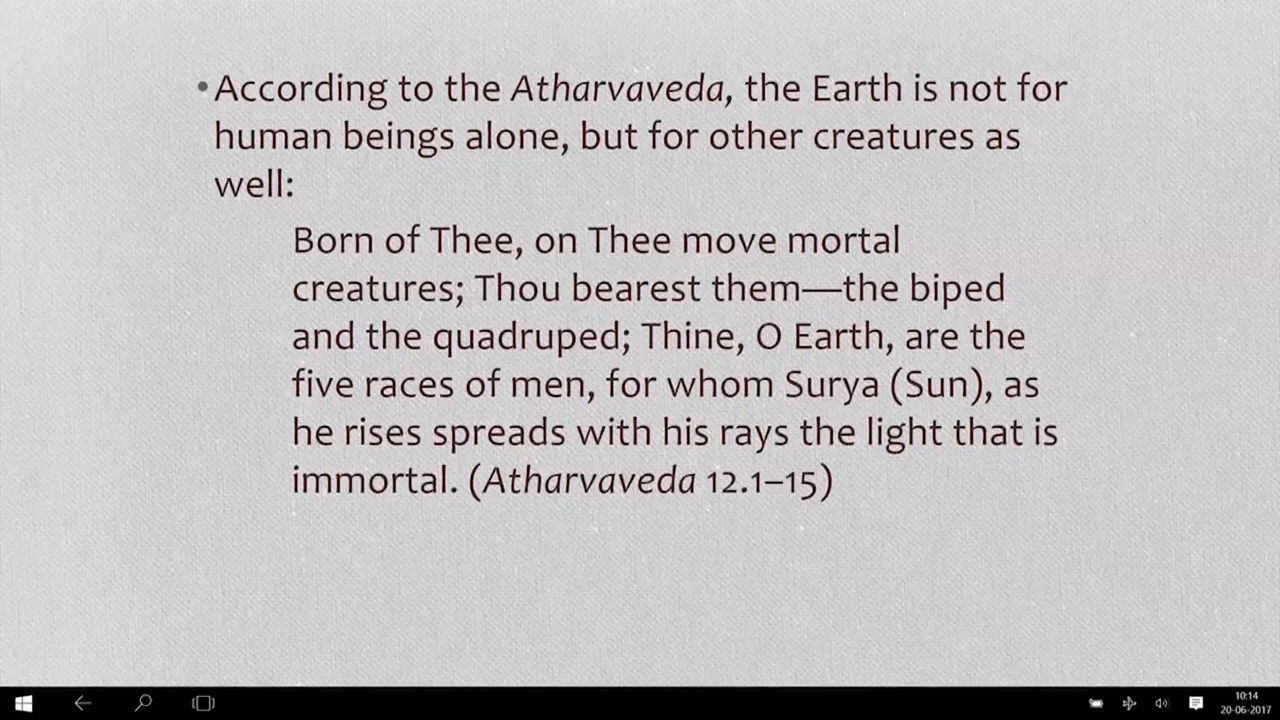 •According to the Atharvaveda, the Earth is not for
human beings alone, but for other creatures as
well:
Born of Thee, on Thee move mortal
creatures; Thou bearest them—the biped
and the quadruped; Thine, O Earth, are the
five races of men, for whom Surya (Sun), as
he rises spreads with his rays the light that is
immortal. (Atharvaveda 12.1–15)
10:14
20-06-2017